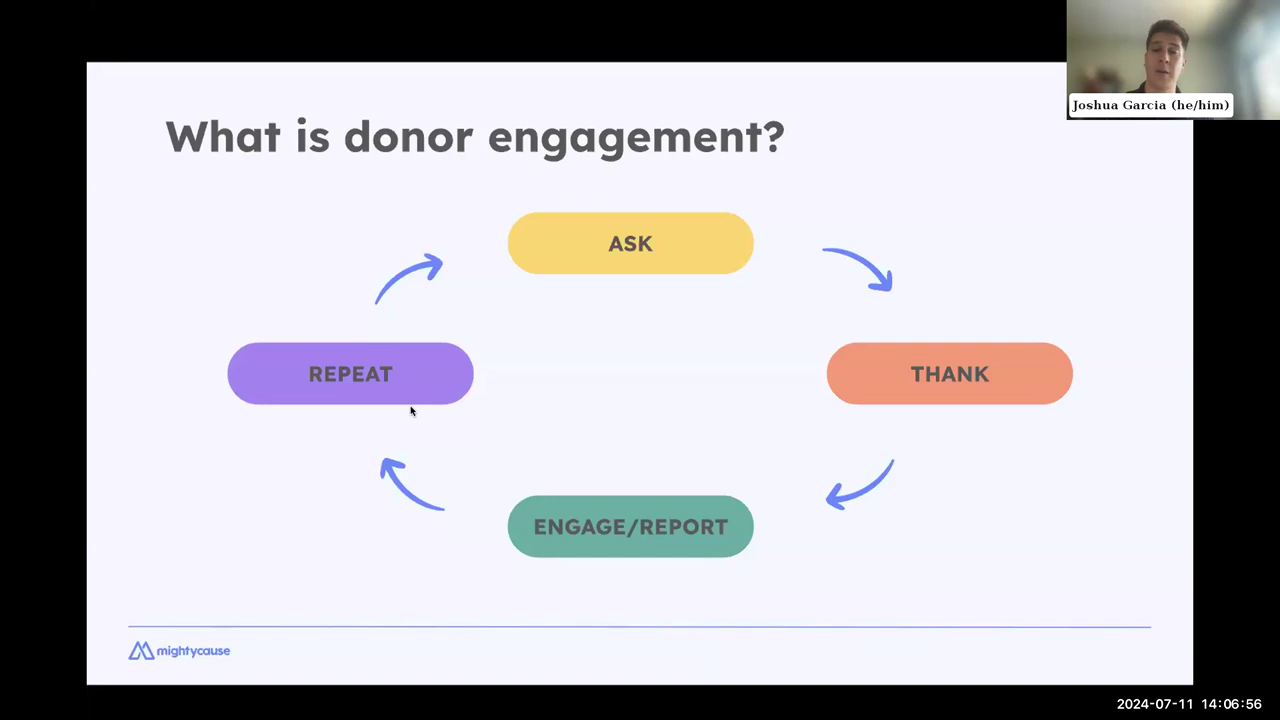 Joshua Garcia (he/him)
What is donor engagement?
ASK
REPEAT
THANK
ENGAGE/REPORT
mightycause
2024-07-11 14:06:56